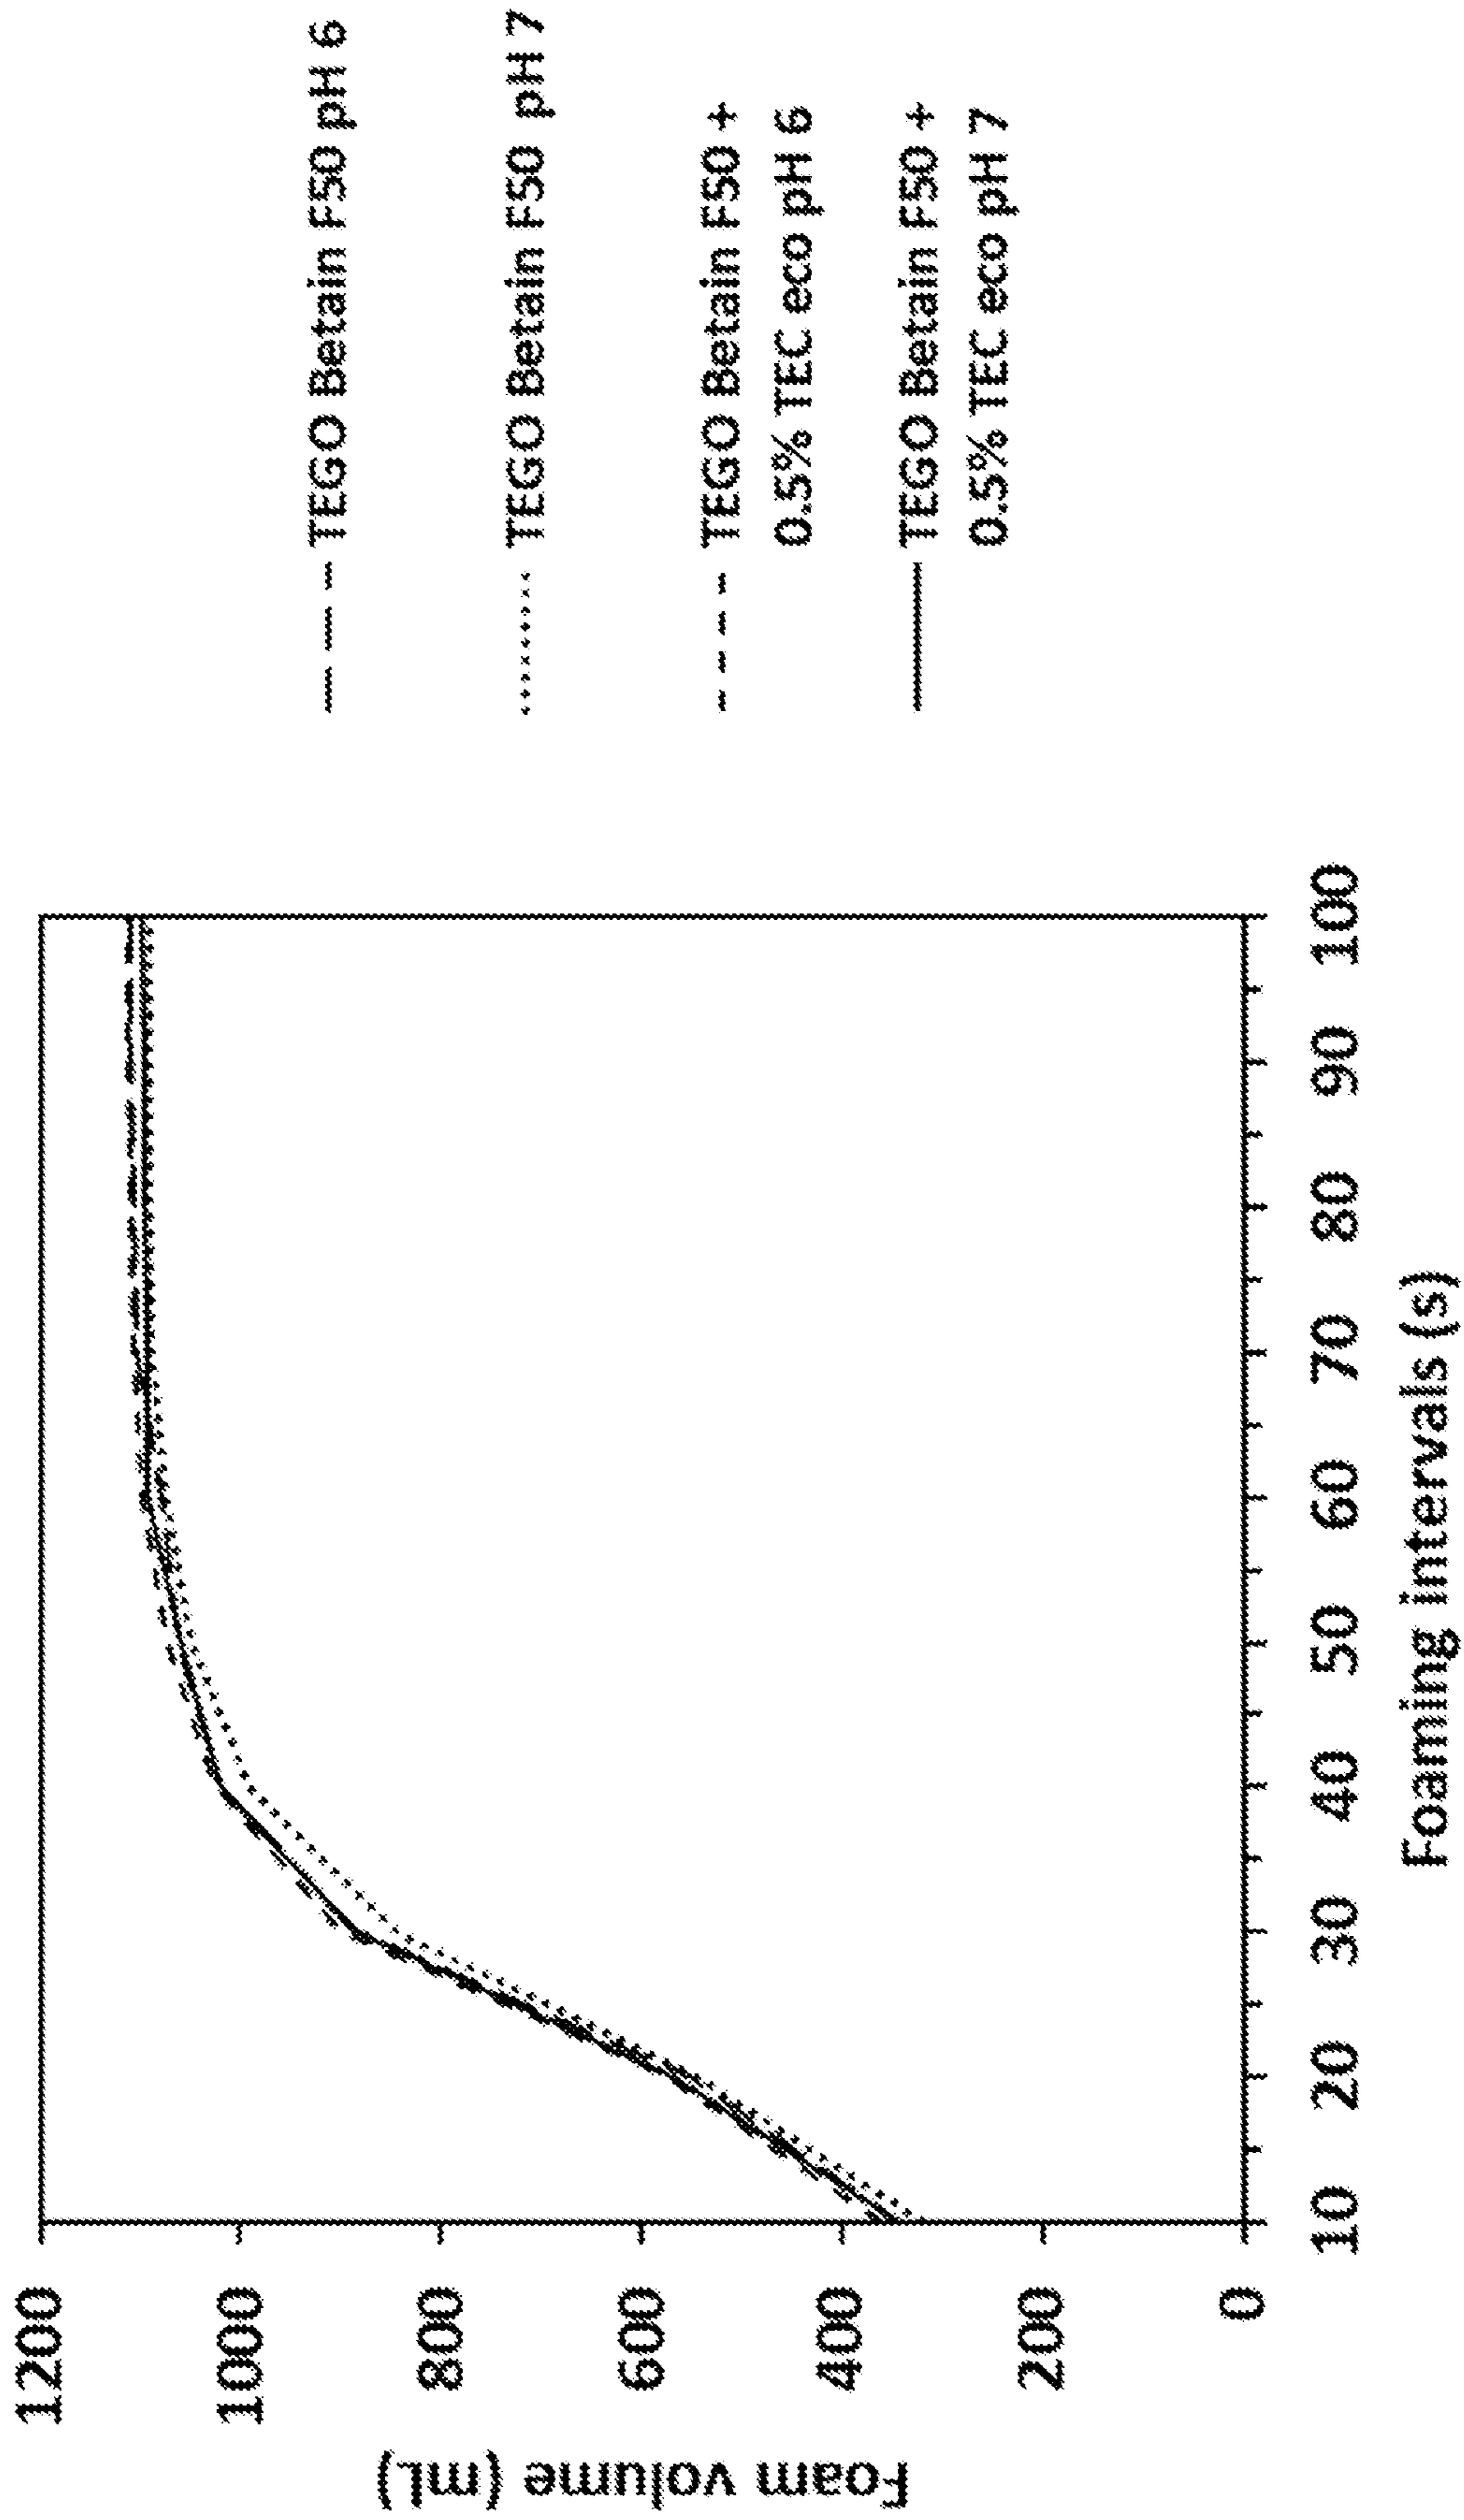 Foam volume (mL)
1200
1000
800
600
400
200
0
10 20 30 40 50 60 70 80 90 100
Foaming intervals (s)
TEGO Betain F50 pH 6
TEGO Betain F50 pH 7
TEGO Betain F50 +
0.5% TEC eco pH 6
TEGO Betain F50 +
0.5% TEC eco pH 7